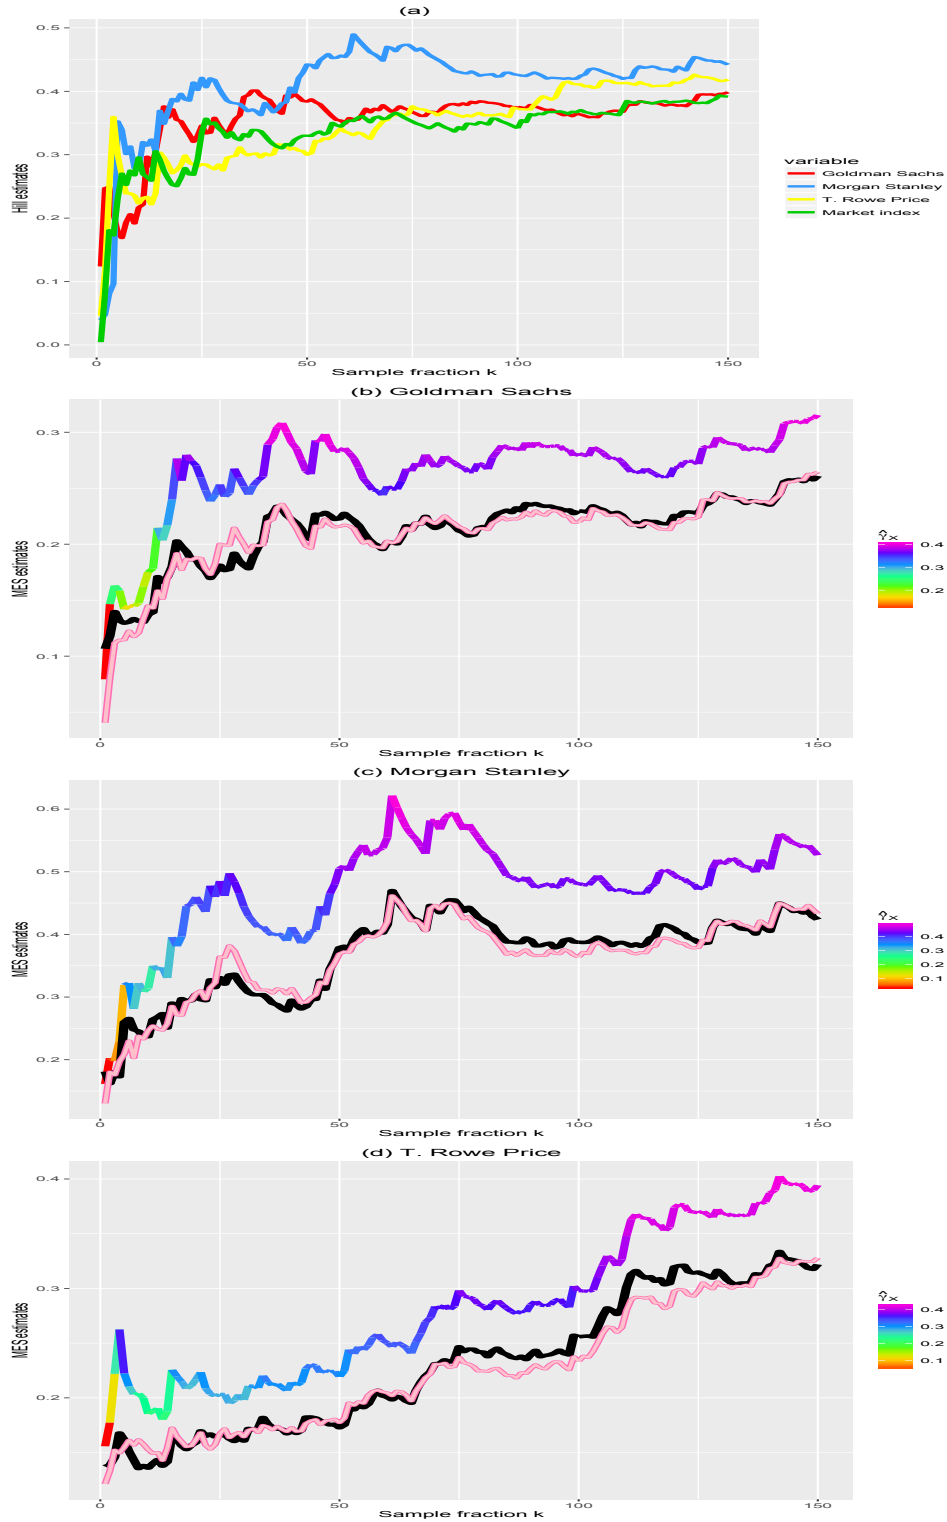 (a)
0.5
0.4
0.3
0.2
0.1
0.0
Hill estimates
0 50 100 150
Sample fraction k
variable
Goldman Sachs
Morgan Stanley
T. Rowe Price
Market index
(b) Goldman Sachs
0.3
0.2
0.1
MES estimates
0 50 100 150
Sample fraction k
γ̂x
0.4
0.3
0.2
(c) Morgan Stanley
0.6
0.5
0.4
0.3
0.2
MES estimates
0 50 100 150
Sample fraction k
γ̂x
0.4
0.3
0.2
0.1
(d) T. Rowe Price
0.4
0.3
0.2
MES estimates
0 50 100 150
Sample fraction k
γ̂x
0.4
0.3
0.2
0.1